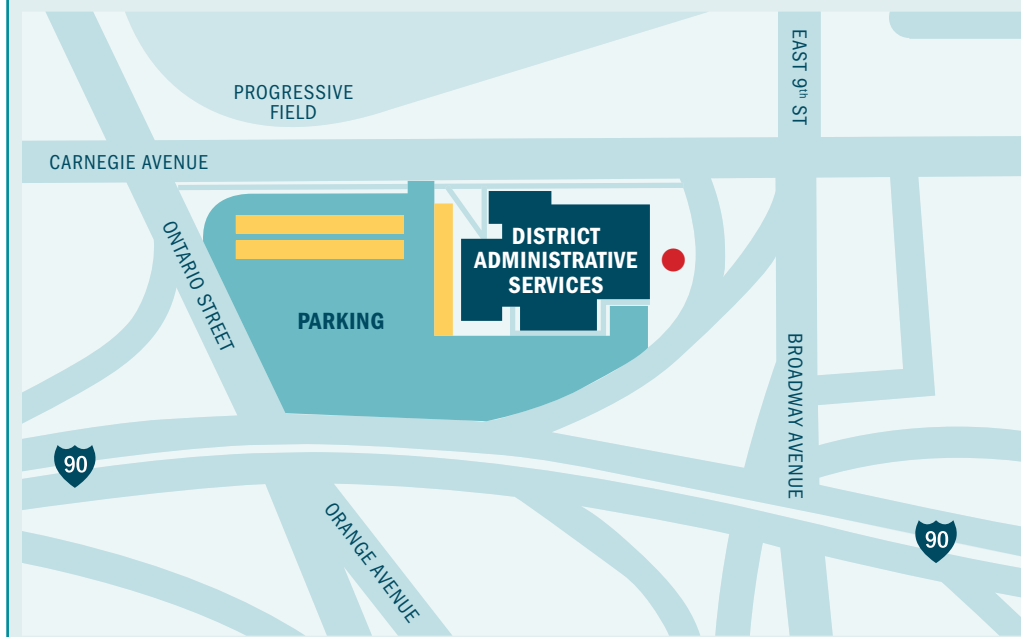 EAST 9th ST
PROGRESSIVE
FIELD
CARNEGIE AVENUE
ONTARIO STREET
DISTRICT
ADMINISTRATIVE
SERVICES
PARKING
BROADWAY AVENUE
90
ORANGE AVENUE
90